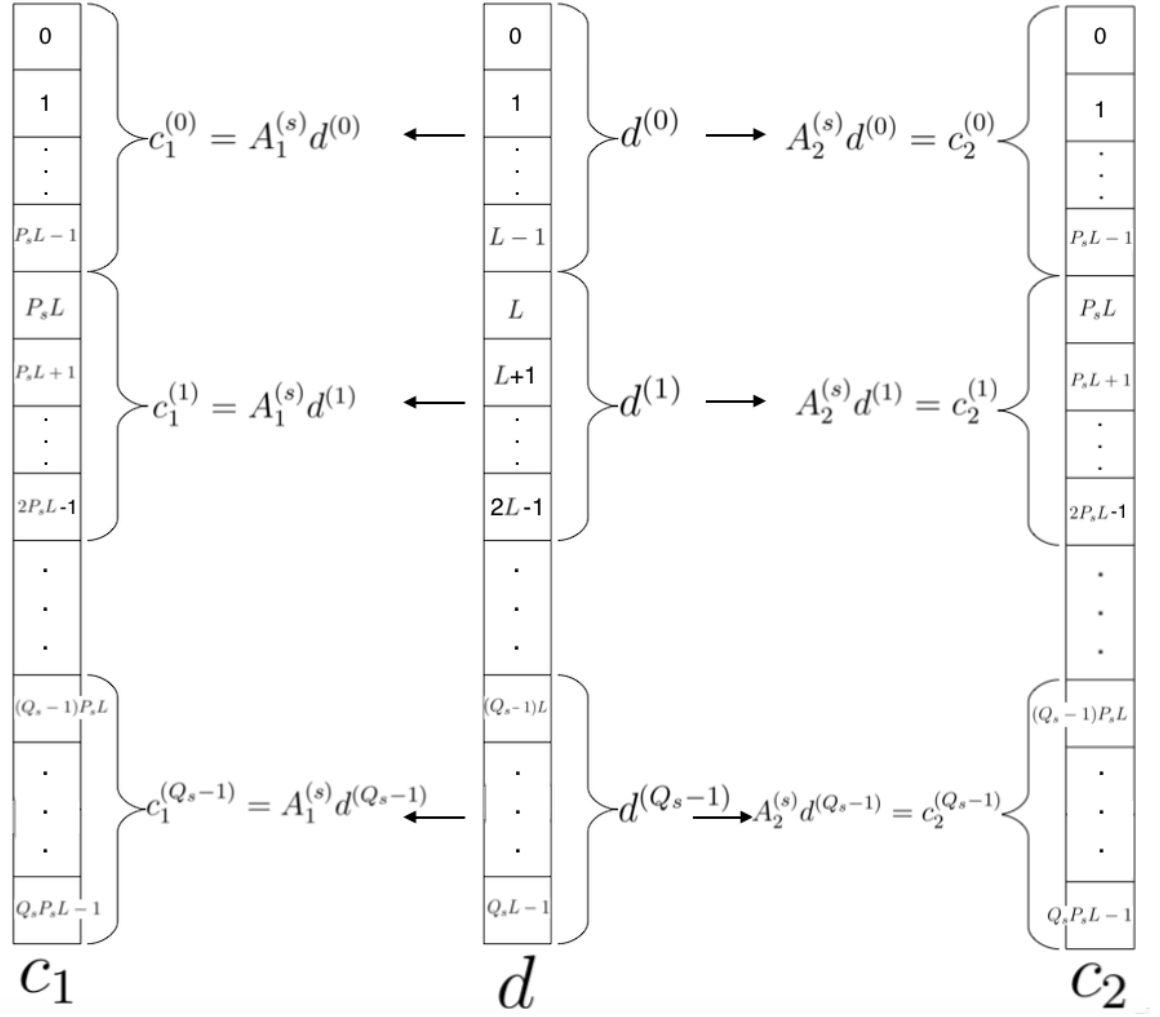 0 0 0
1 1 1
c_1^{(0)} = A_1^{(s)} d^{(0)} ← d^{(0)} → A_2^{(s)} d^{(0)} = c_2^{(0)}
P_sL − 1 L − 1 P_sL − 1
P_sL L P_sL
P_sL + 1 L+1 P_sL + 1
c_1^{(1)} = A_1^{(s)} d^{(1)} ← d^{(1)} → A_2^{(s)} d^{(1)} = c_2^{(1)}
2P_sL-1 2L-1 2P_sL-1
(Q_s − 1)P_sL (Q_s−1)L (Q_s − 1)P_sL
c_1^{(Q_s−1)} = A_1^{(s)} d^{(Q_s−1)} ← d^{(Q_s−1)} → A_2^{(s)} d^{(Q_s−1)} = c_2^{(Q_s−1)}
Q_sP_sL − 1 Q_sL − 1 Q_sP_sL − 1
c_1 d c_2